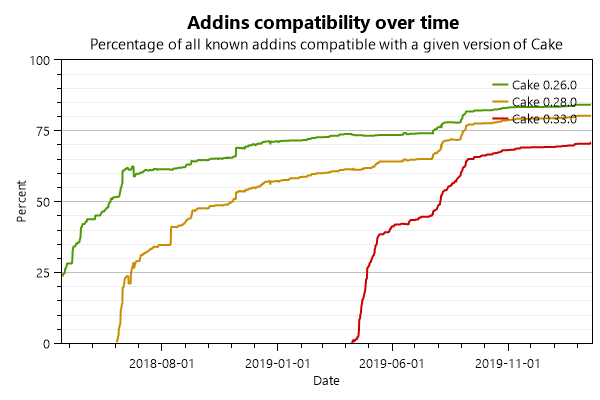 Addins compatibility over time
Percentage of all known addins compatible with a given version of Cake
100
75
50
25
0
Percent
Cake 0.26.0
Cake 0.28.0
Cake 0.33.0
2018-08-01
2019-01-01
2019-06-01
2019-11-01
Date